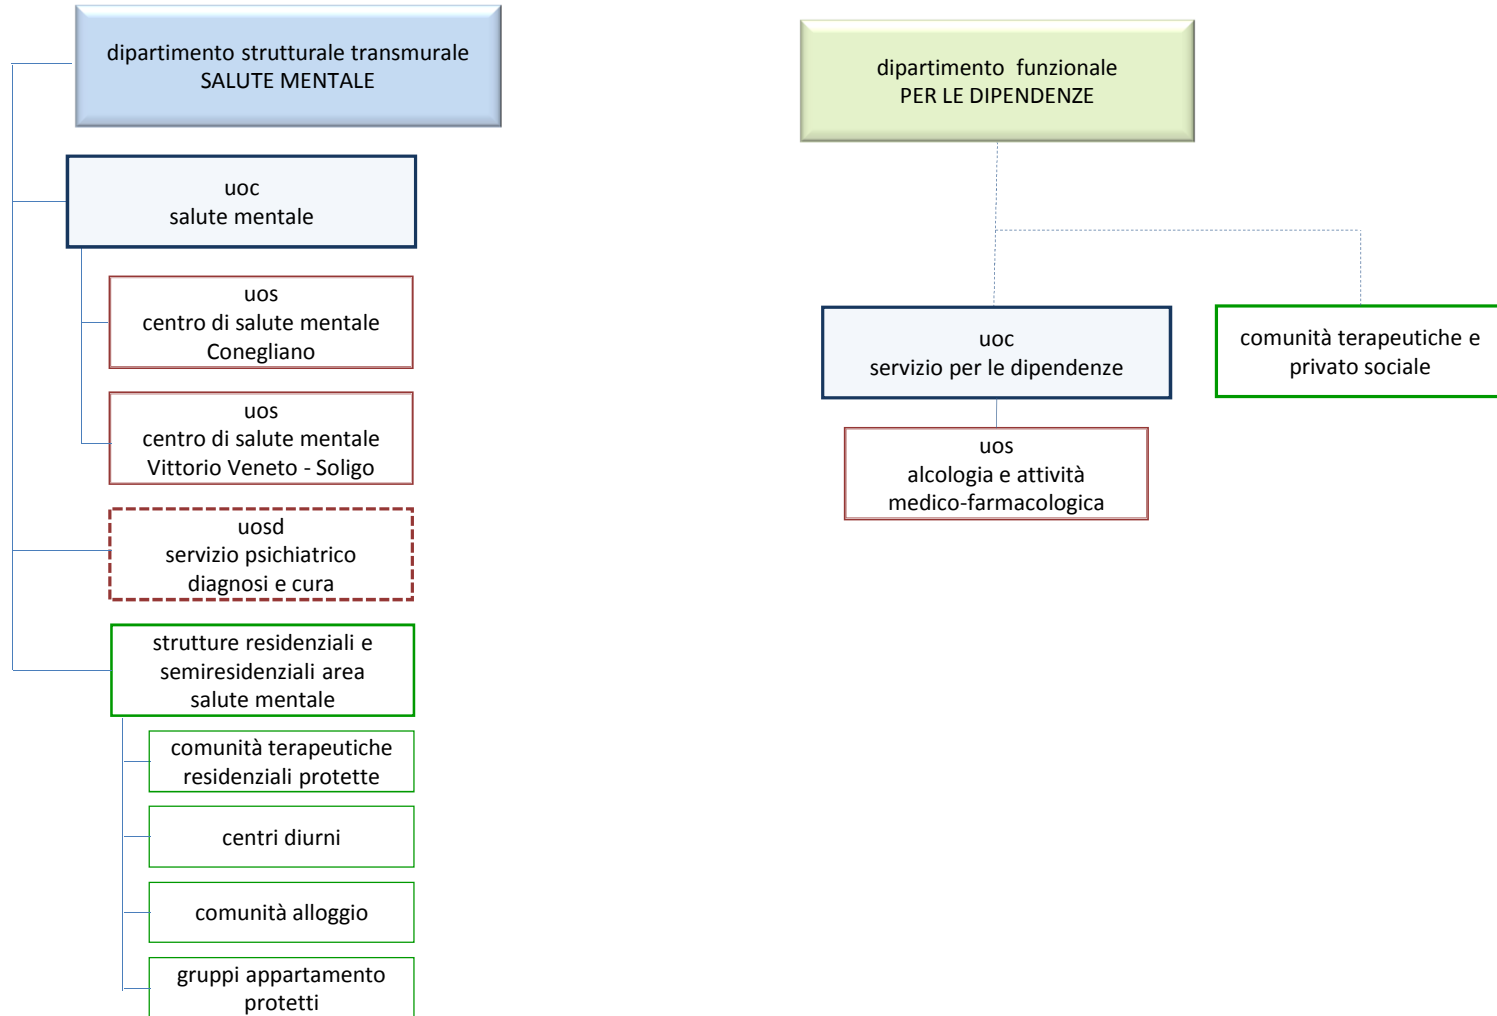 dipartimento strutturale transmurale
SALUTE MENTALE
uoc
salute mentale
uos
centro di salute mentale
Conegliano
uos
centro di salute mentale
Vittorio Veneto - Soligo
uosd
servizio psichiatrico
diagnosi e cura
strutture residenziali e
semiresidenziali area
salute mentale
comunità terapeutiche
residenziali protette
centri diurni
comunità alloggio
gruppi appartamento
protetti
dipartimento funzionale
PER LE DIPENDENZE
uoc
servizio per le dipendenze
comunità terapeutiche e
privato sociale
uos
alcologia e attività
medico-farmacologica